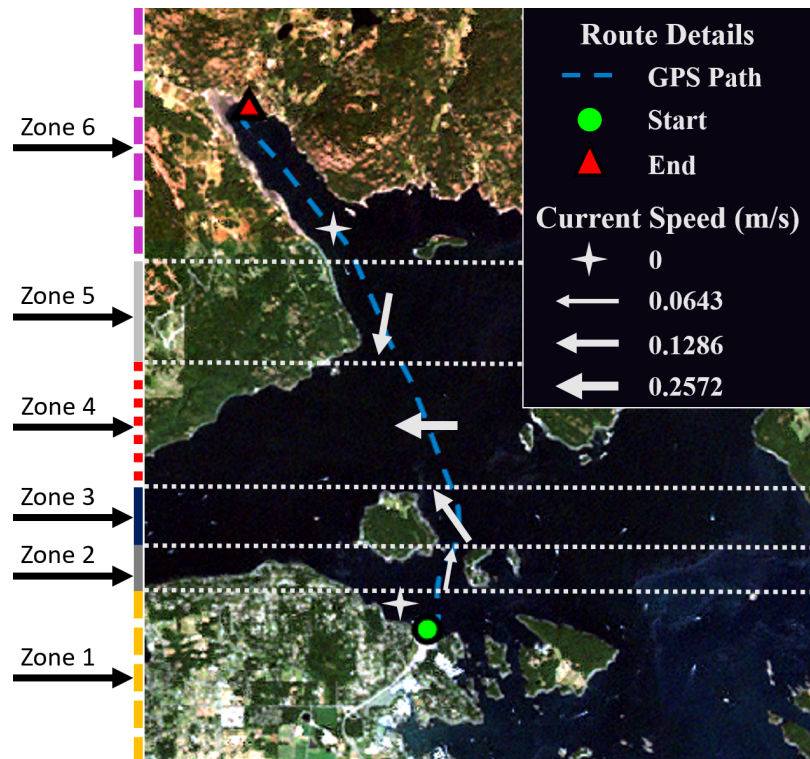 Route Details
GPS Path
Start
End
Current Speed (m/s)
0
0.0643
0.1286
0.2572
Zone 6
Zone 5
Zone 4
Zone 3
Zone 2
Zone 1